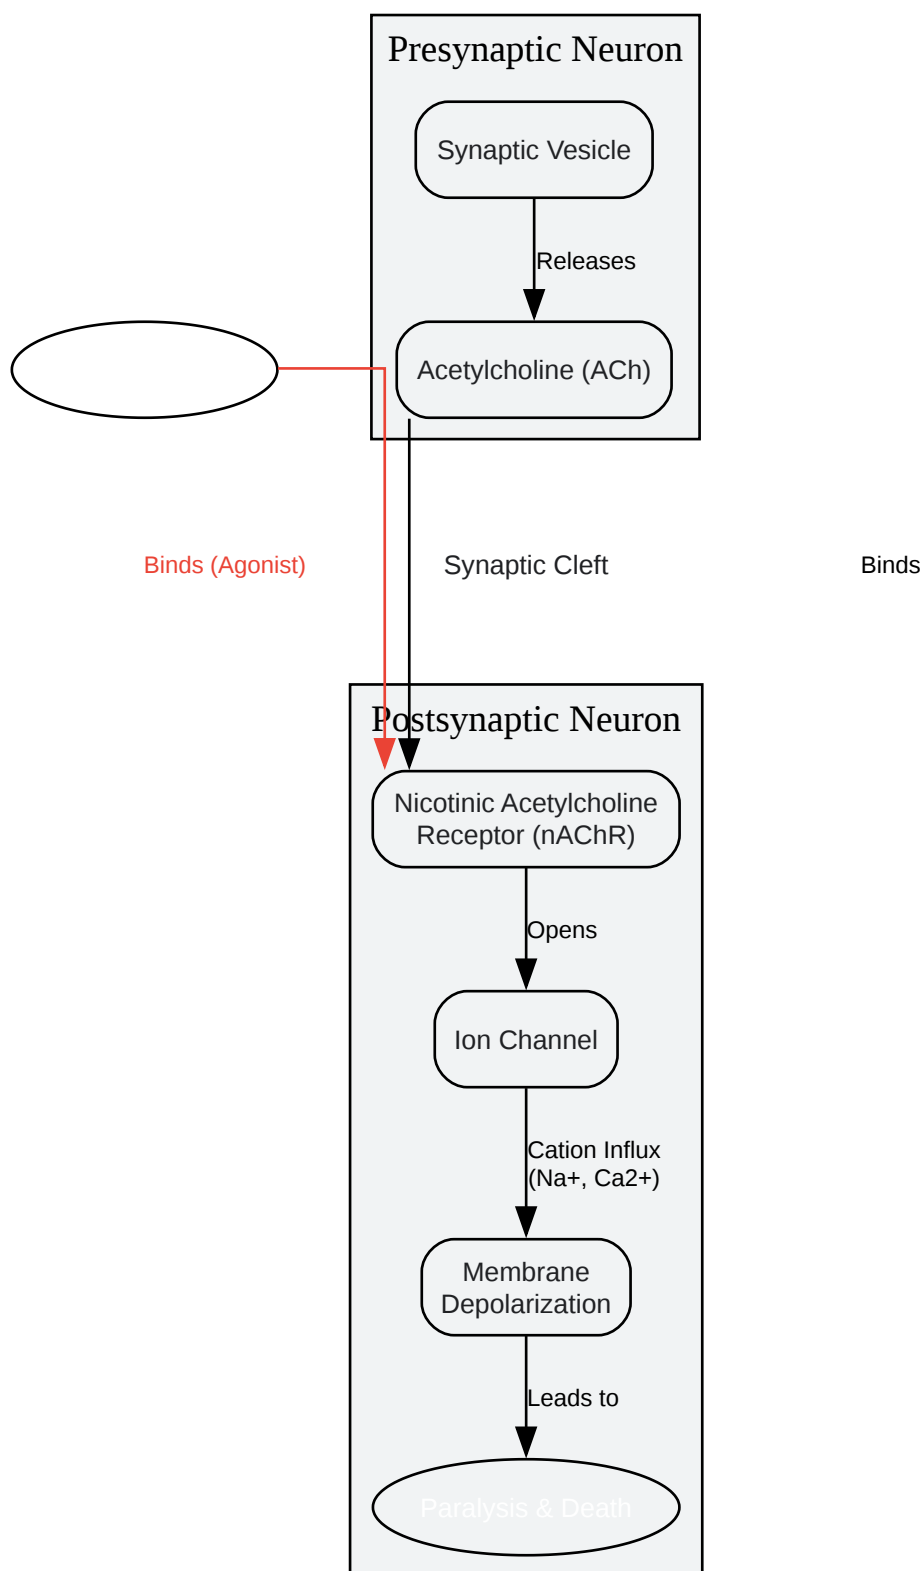 Presynaptic Neuron
Synaptic Vesicle
Releases
Acetylcholine (ACh)
Binds (Agonist)
Synaptic Cleft
Binds
Postsynaptic Neuron
Nicotinic Acetylcholine
Receptor (nAChR)
Opens
Ion Channel
Cation Influx
(Na+, Ca2+)
Membrane
Depolarization
Leads to
Paralysis & Death